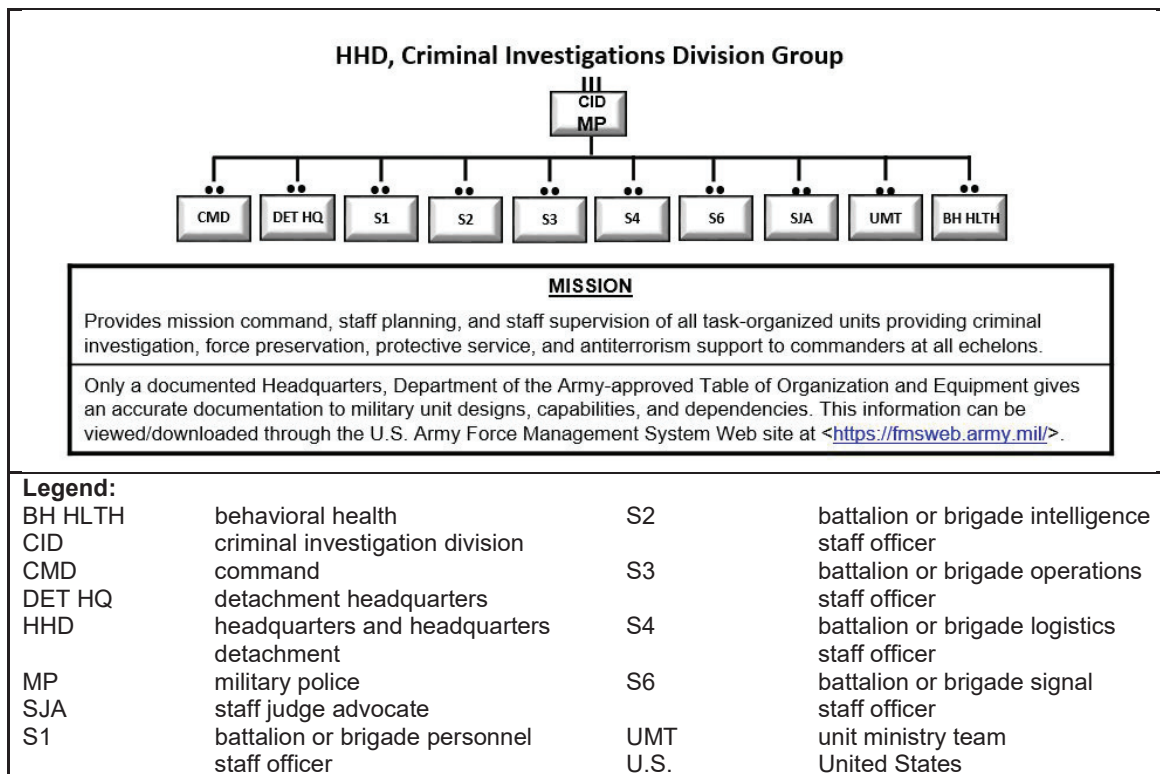 HHD, Criminal Investigations Division Group
CID
MP
CMD DET HQ S1 S2 S3 S4 S6 SJA UMT BH HLTH
MISSION
Provides mission command, staff planning, and staff supervision of all task-organized units providing criminal
investigation, force preservation, protective service, and antiterrorism support to commanders at all echelons.
Only a documented Headquarters, Department of the Army-approved Table of Organization and Equipment gives
an accurate documentation to military unit designs, capabilities, and dependencies. This information can be
viewed/downloaded through the U.S. Army Force Management System Web site at <https://fmsweb.army.mil/>.
Legend:
BH HLTH behavioral health S2 battalion or brigade intelligence
staff officer
CID criminal investigation division
CMD command S3 battalion or brigade operations
staff officer
DET HQ detachment headquarters
HHD headquarters and headquarters S4 battalion or brigade logistics
detachment staff officer
MP military police S6 battalion or brigade signal
SJA staff judge advocate staff officer
S1 battalion or brigade personnel UMT unit ministry team
staff officer U.S. United States